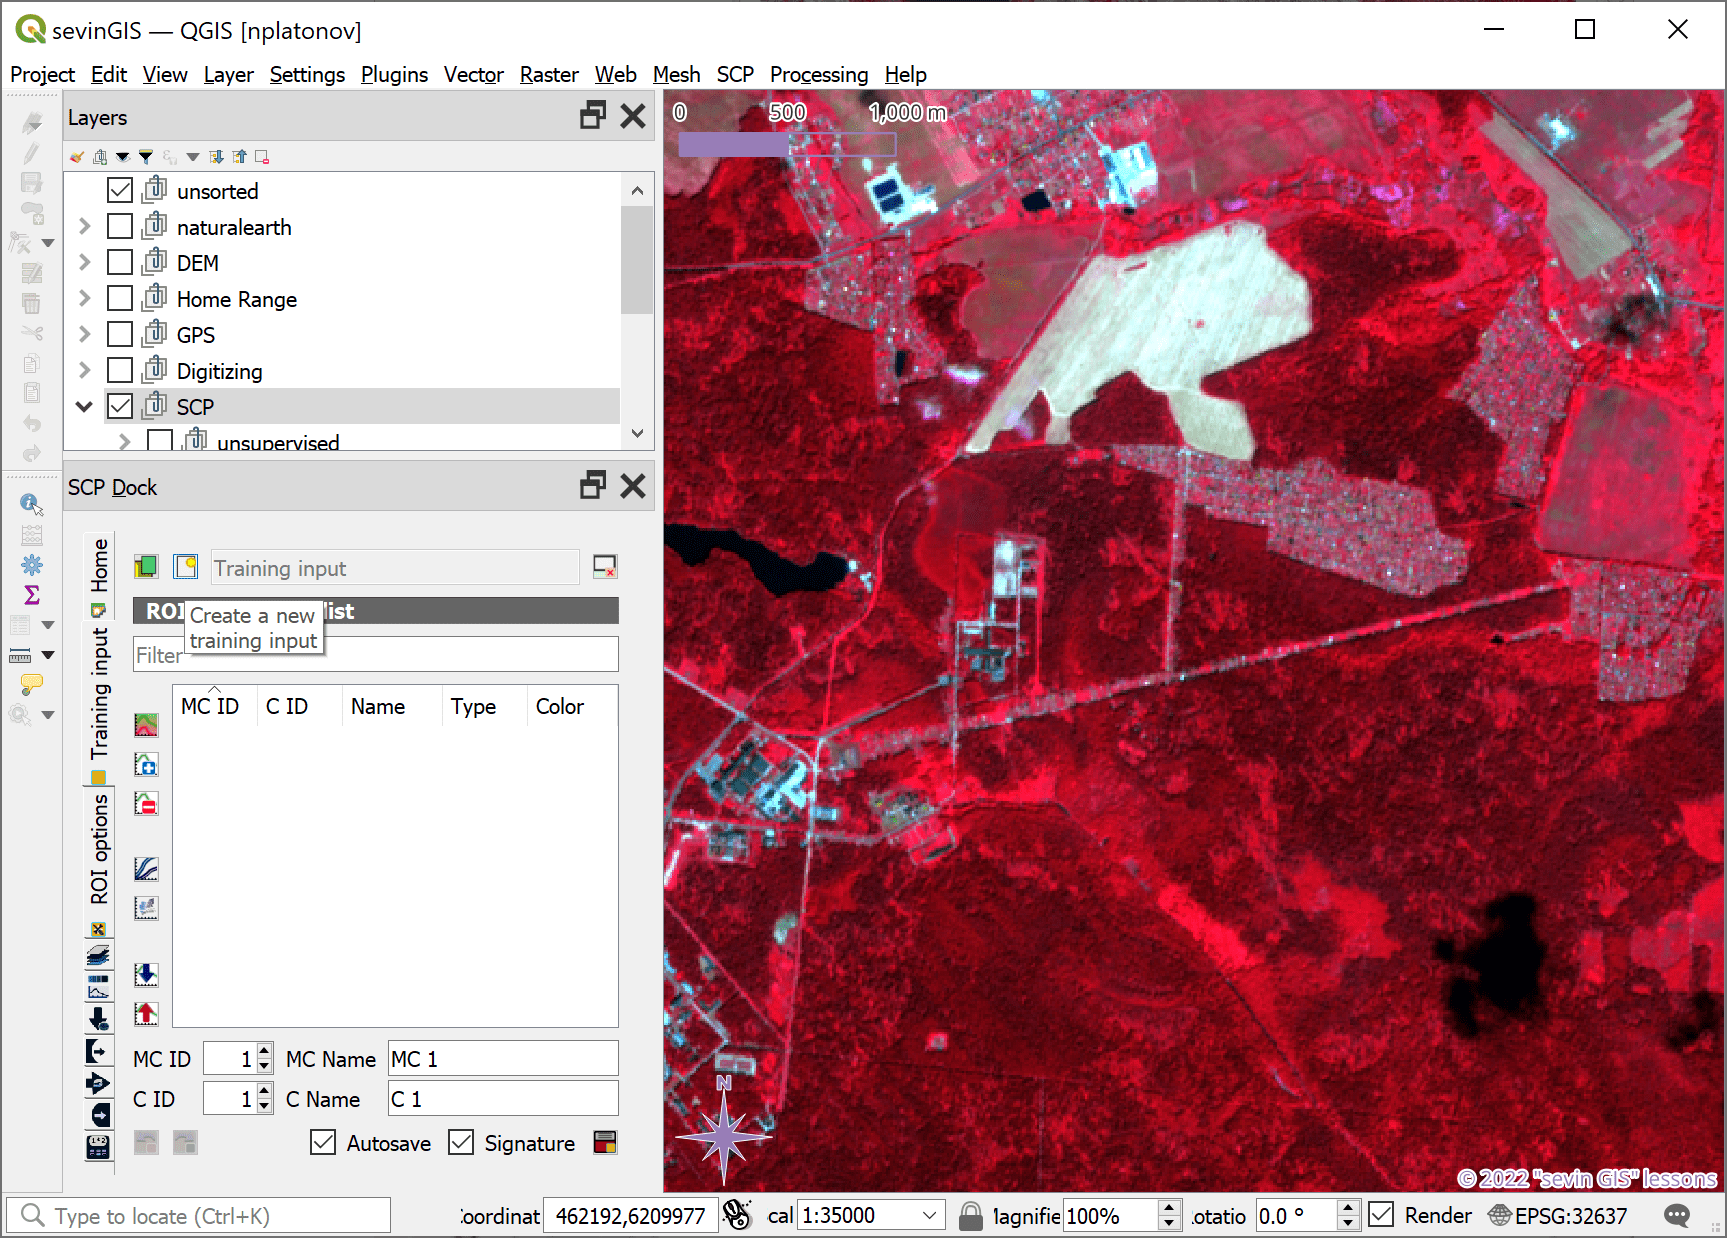 sevinGIS — QGIS [nplatonov]
Project Edit View Layer Settings Plugins Vector Raster Web Mesh SCP Processing Help
Layers
unsorted
naturalearth
DEM
Home Range
GPS
Digitizing
SCP
unsupervised
SCP Dock
Home
Training input
ROI options
Training input
ROI
list
Create a new
training input
Filter
MC ID C ID Name Type Color
MC ID 1 MC Name MC 1
C ID 1 C Name C 1
Autosave Signature
0 500 1,000 m
N
© 2022 "sevin GIS" lessons
Type to locate (Ctrl+K)
oordinat 462192,6209977 cal 1:35000 Magnifie 100% otatio 0.0 ° Render EPSG:32637